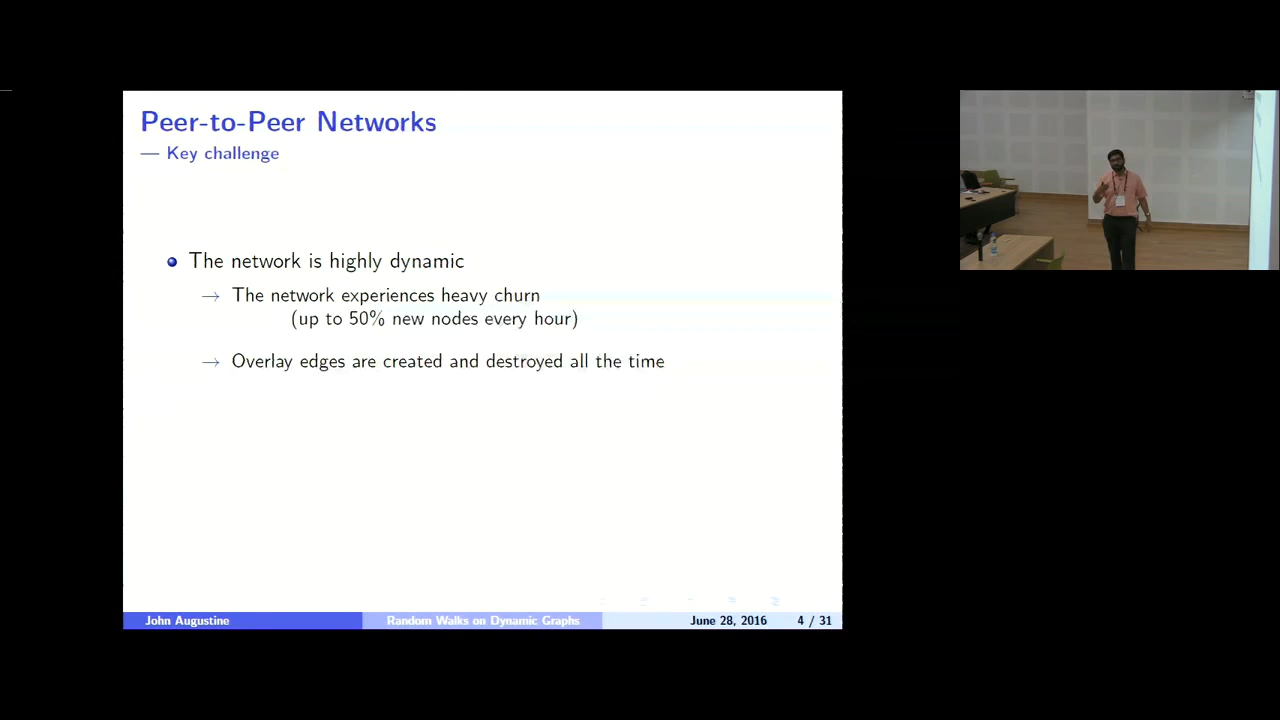 Peer-to-Peer Networks
— Key challenge
The network is highly dynamic
→ The network experiences heavy churn
(up to 50% new nodes every hour)
→ Overlay edges are created and destroyed all the time
John Augustine
Random Walks on Dynamic Graphs
June 28, 2016
4 / 31